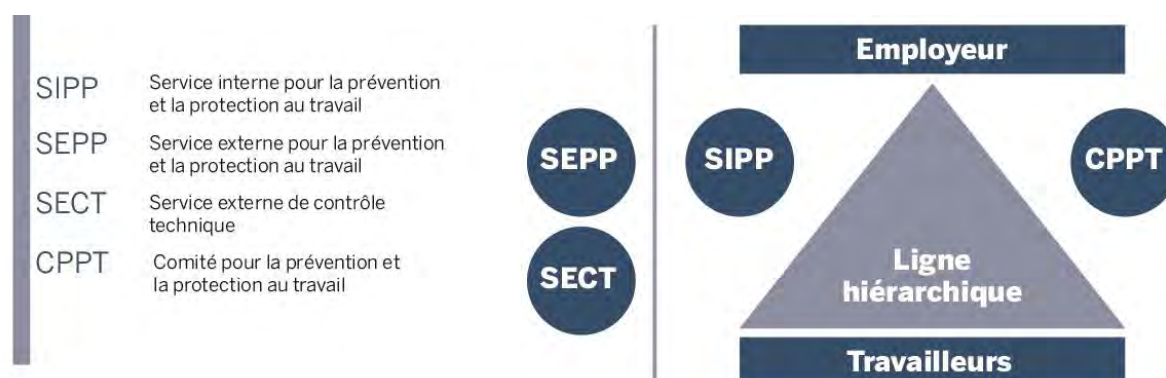 SIPP
Service interne pour la prévention
et la protection au travail
SEPP
Service externe pour la prévention
et la protection au travail
SECT
Service externe de contrôle
technique
CPPT
Comité pour la prévention et
la protection au travail
SEPP
SECT
Employeur
SIPP
CPPT
Ligne
hiérarchique
Travailleurs